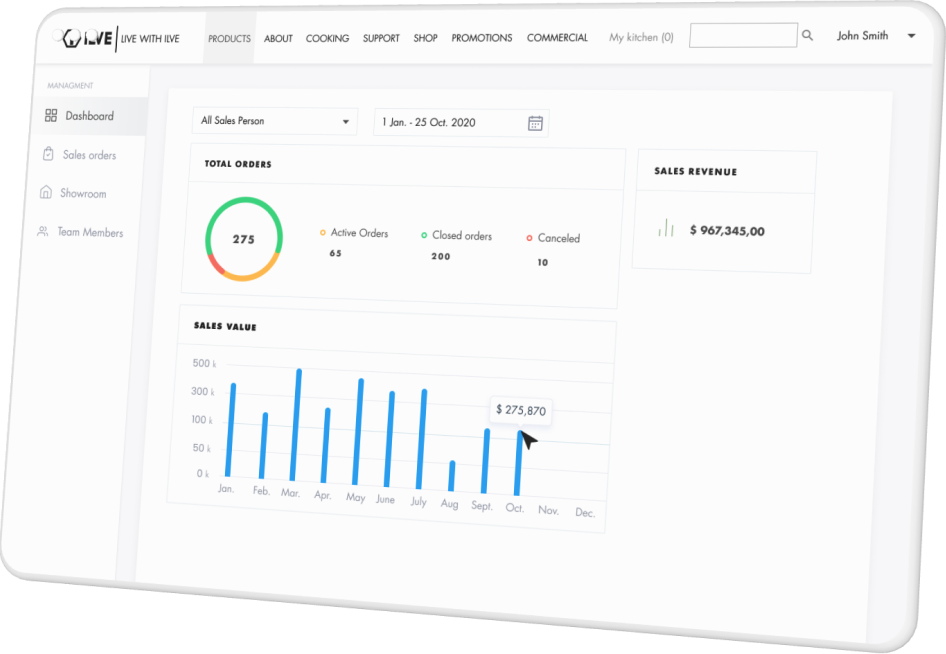 ILVE LIVE WITH ILVE PRODUCTS ABOUT COOKING SUPPORT SHOP PROMOTIONS COMMERCIAL My kitchen (0) John Smith
MANAGMENT
Dashboard
Sales orders
Showroom
Team Members
All Sales Person
1 Jan. - 25 Oct. 2020
TOTAL ORDERS
275
Active Orders
65
Closed orders
200
Canceled
10
SALES REVENUE
$ 967,345,00
SALES VALUE
500 k
300 k
100 k
50 k
0 k
$ 275,870
Jan. Feb. Mar. Apr. May June July Aug Sept. Oct. Nov. Dec.